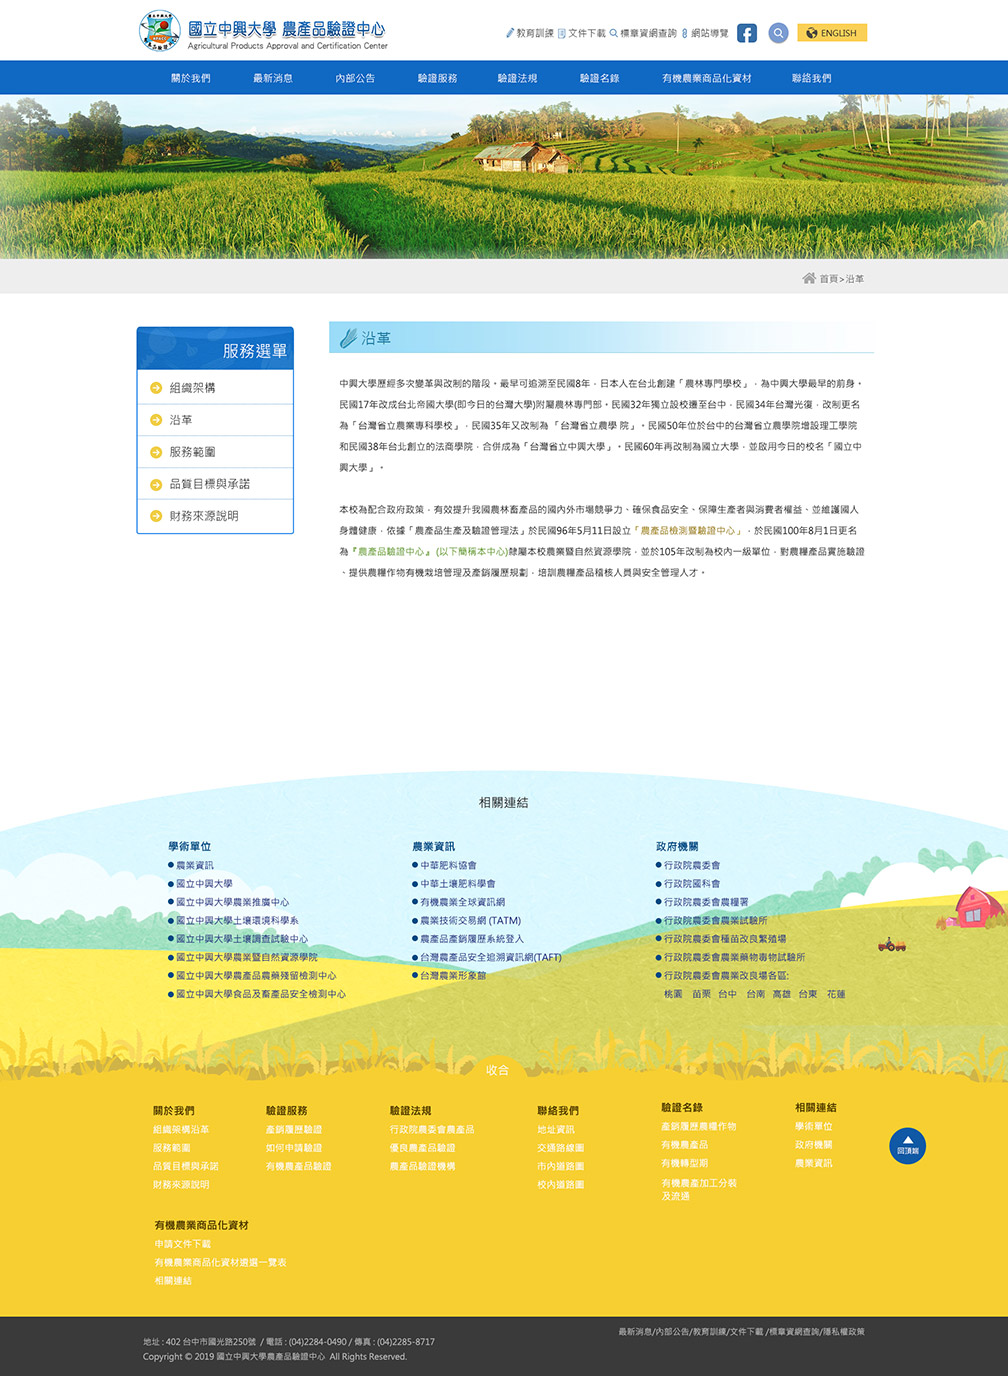 國立中興大學 農產品驗證中心
Agricultural Products Approval and Certification Center
教育訓練 文件下載 標章資網查詢 網站導覽 ENGLISH
關於我們 最新消息 內部公告 驗證服務 驗證法規 驗證名錄 有機農業商品化資材 聯絡我們
首頁>沿革
服務選單
組織架構
沿革
服務範圍
品質目標與承諾
財務來源說明
沿革
中興大學歷經多次變革與改制的階段。最早可追溯至民國8年，日本人在台北創建「農林專門學校」，為中興大學最早的前身。
民國17年改成台北帝國大學(即今日的台灣大學)附屬農林專門部。民國32年獨立設校遷至台中，民國34年台灣光復，改制更名
為「台灣省立農業專科學校」，民國35年又改制為 「台灣省立農學 院」。民國50年位於台中的台灣省立農學院增設理工學院
和民國38年台北創立的法商學院，合併成為「台灣省立中興大學」。民國60年再改制為國立大學，並啟用今日的校名「國立中
興大學」。
本校為配合政府政策，有效提升我國農林畜產品的國內外市場競爭力、確保食品安全、保障生產者與消費者權益、並維護國人
身體健康，依據「農產品生產及驗證管理法」於民國96年5月11日設立「農產品檢測暨驗證中心」，於民國100年8月1日更名
為『農產品驗證中心』(以下簡稱本中心)隸屬本校農業暨自然資源學院，並於105年改制為校內一級單位，對農糧產品實施驗證
、提供農糧作物有機栽培管理及產銷履歷規劃，培訓農糧產品稽核人員與安全管理人才。
相關連結
學術單位
農業資訊
國立中興大學
國立中興大學農業推廣中心
國立中興大學土壤環境科學系
國立中興大學土壤調查試驗中心
國立中興大學農業暨自然資源學院
國立中興大學農產品農藥殘留檢測中心
國立中興大學食品及畜產品安全檢測中心
農業資訊
中華肥料協會
中華土壤肥料學會
有機農業全球資訊網
農業技術交易網 (TATM)
農產品產銷履歷系統登入
台灣農產品安全追溯資訊網(TAFT)
台灣農業形象館
政府機關
行政院農委會
行政院國科會
行政院農委會農糧署
行政院農委會農業試驗所
行政院農委會種苗改良繁殖場
行政院農委會農業藥物毒物試驗所
行政院農委會農業改良場各區:
桃園 苗栗 台中 台南 高雄 台東 花蓮
收合
關於我們
組織架構沿革
服務範圍
品質目標與承諾
財務來源說明
驗證服務
產銷履歷驗證
如何申請驗證
有機農產品驗證
驗證法規
行政院農委會農產品
優良農產品驗證
農產品驗證機構
聯絡我們
地址資訊
交通路線圖
市內道路圖
校內道路圖
驗證名錄
產銷履歷農糧作物
有機農產品
有機轉型期
有機農產加工分裝
及流通
相關連結
學術單位
政府機關
農業資訊
回頂端
有機農業商品化資材
申請文件下載
有機農業商品化資材遴選一覽表
相關連結
最新消息/內部公告/教育訓練/文件下載 /標章資網查詢/隱私權政策
地址 : 402 台中市國光路250號 / 電話 : (04)2284-0490 / 傳真 : (04)2285-8717
Copyright © 2019 國立中興大學農產品驗證中心 All Rights Reserved.